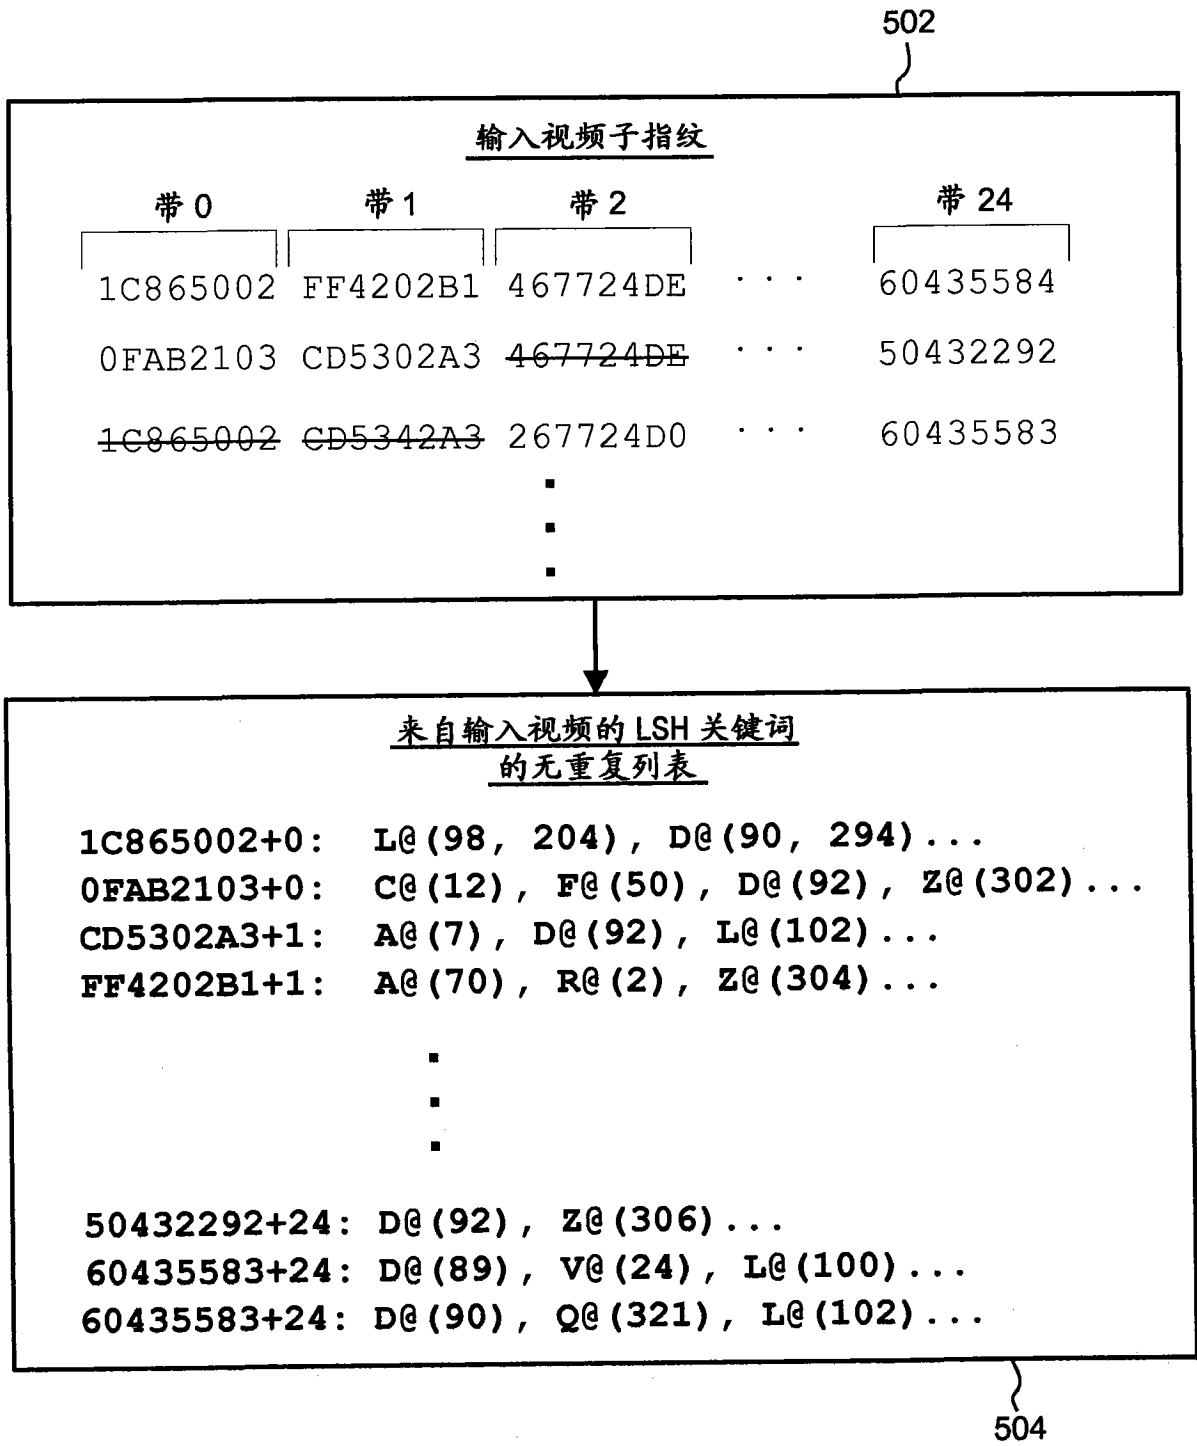 502
输入视频子指纹
带 0 带 1 带 2 带 24
1C865002 FF4202B1 467724DE · · · 60435584
0FAB2103 CD5302A3 467724DE · · · 50432292
1C865002 CD5342A3 267724D0 · · · 60435583
来自输入视频的 LSH 关键词
的无重复列表
1C865002+0: L@(98, 204), D@(90, 294)...
0FAB2103+0: C@(12), F@(50), D@(92), Z@(302)...
CD5302A3+1: A@(7), D@(92), L@(102)...
FF4202B1+1: A@(70), R@(2), Z@(304)...
50432292+24: D@(92), Z@(306)...
60435583+24: D@(89), V@(24), L@(100)...
60435583+24: D@(90), Q@(321), L@(102)...
504